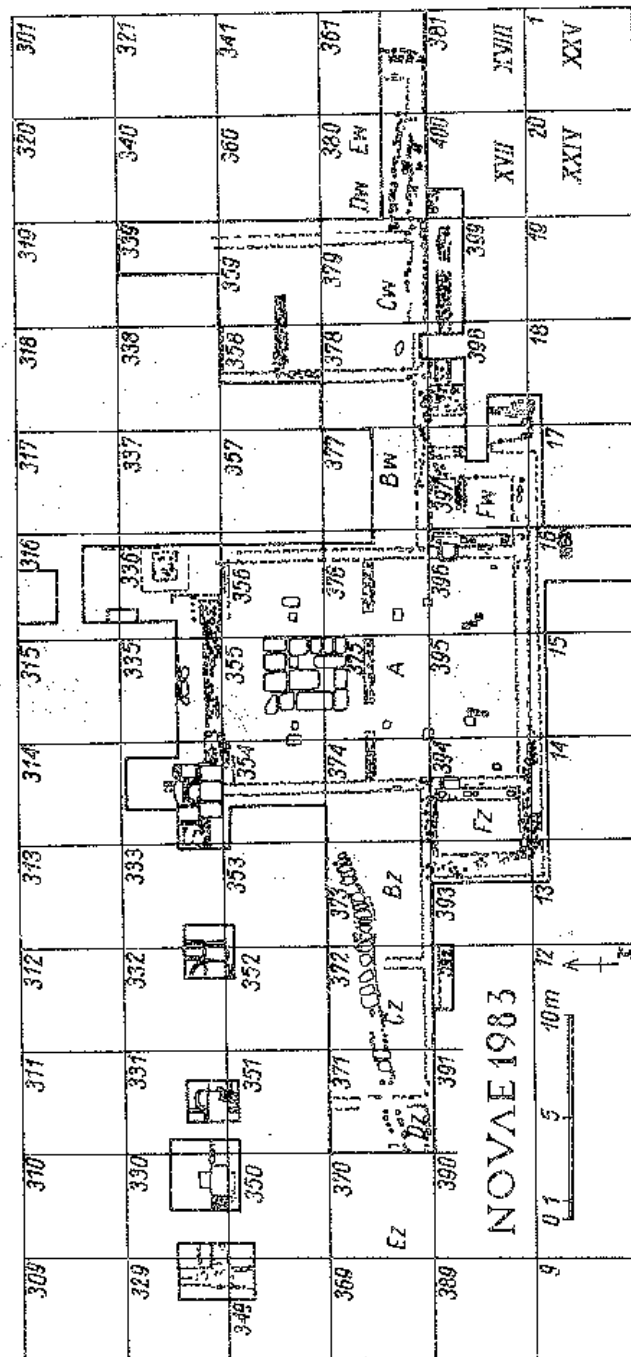 309 310 311 312 313 314 315 316 317 318 319 320 301
329 330 331 332 333 335 336 337 338 339 340 321
349 350 351 352 353 354 355 356 357 358 359 360 341
369 370 371 372 373 374 375 376 377 378 379 380 361
Ez Dz Cz Bz A Bw Cw Dw Ew
389 390 391 392 393 394 395 396 397 398 399 400 381
Fz Fw XVII XVIII
NOVAE 1983
9 12 13 14 15 16 17 18 19 20 1
0 1 5 10m
XXIV XXV